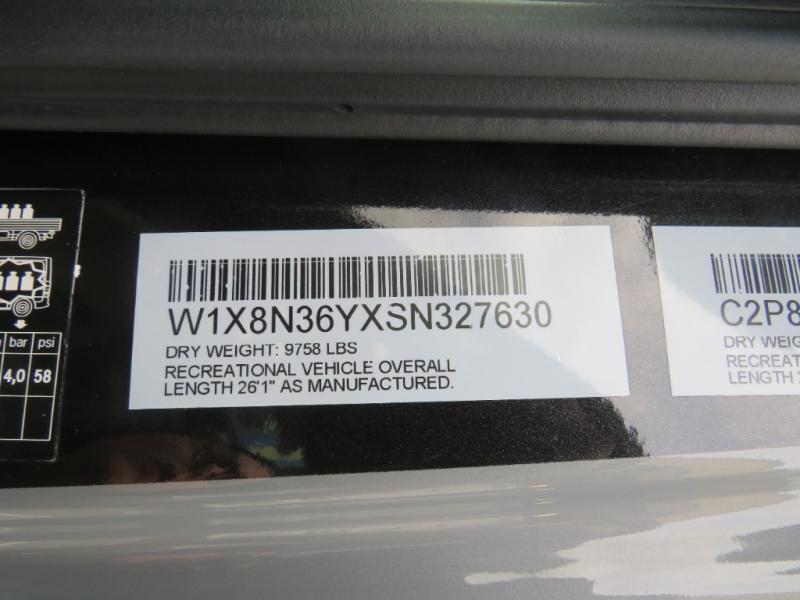 bar psi
4,0 58
W1X8N36YXSN327630
DRY WEIGHT: 9758 LBS
RECREATIONAL VEHICLE OVERALL
LENGTH 26'1" AS MANUFACTURED.
C2P8
DRY WEIG
RECREAT
LENGTH